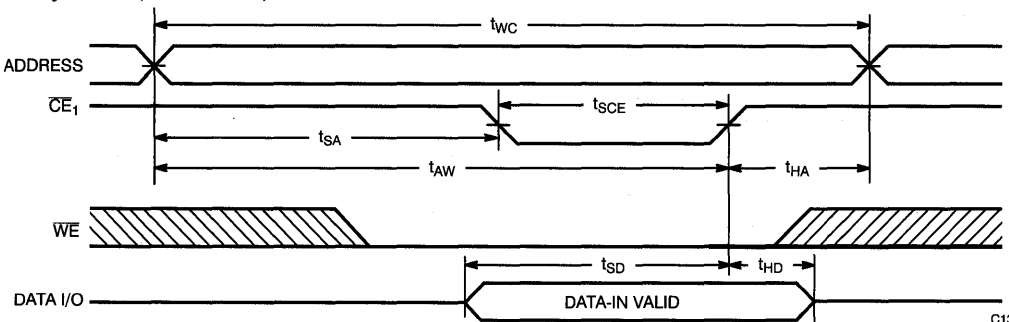 tWC
ADDRESS
CE1
tSCE
tSA
tAW
tHA
WE
tSD
tHD
DATA I/O
DATA-IN VALID